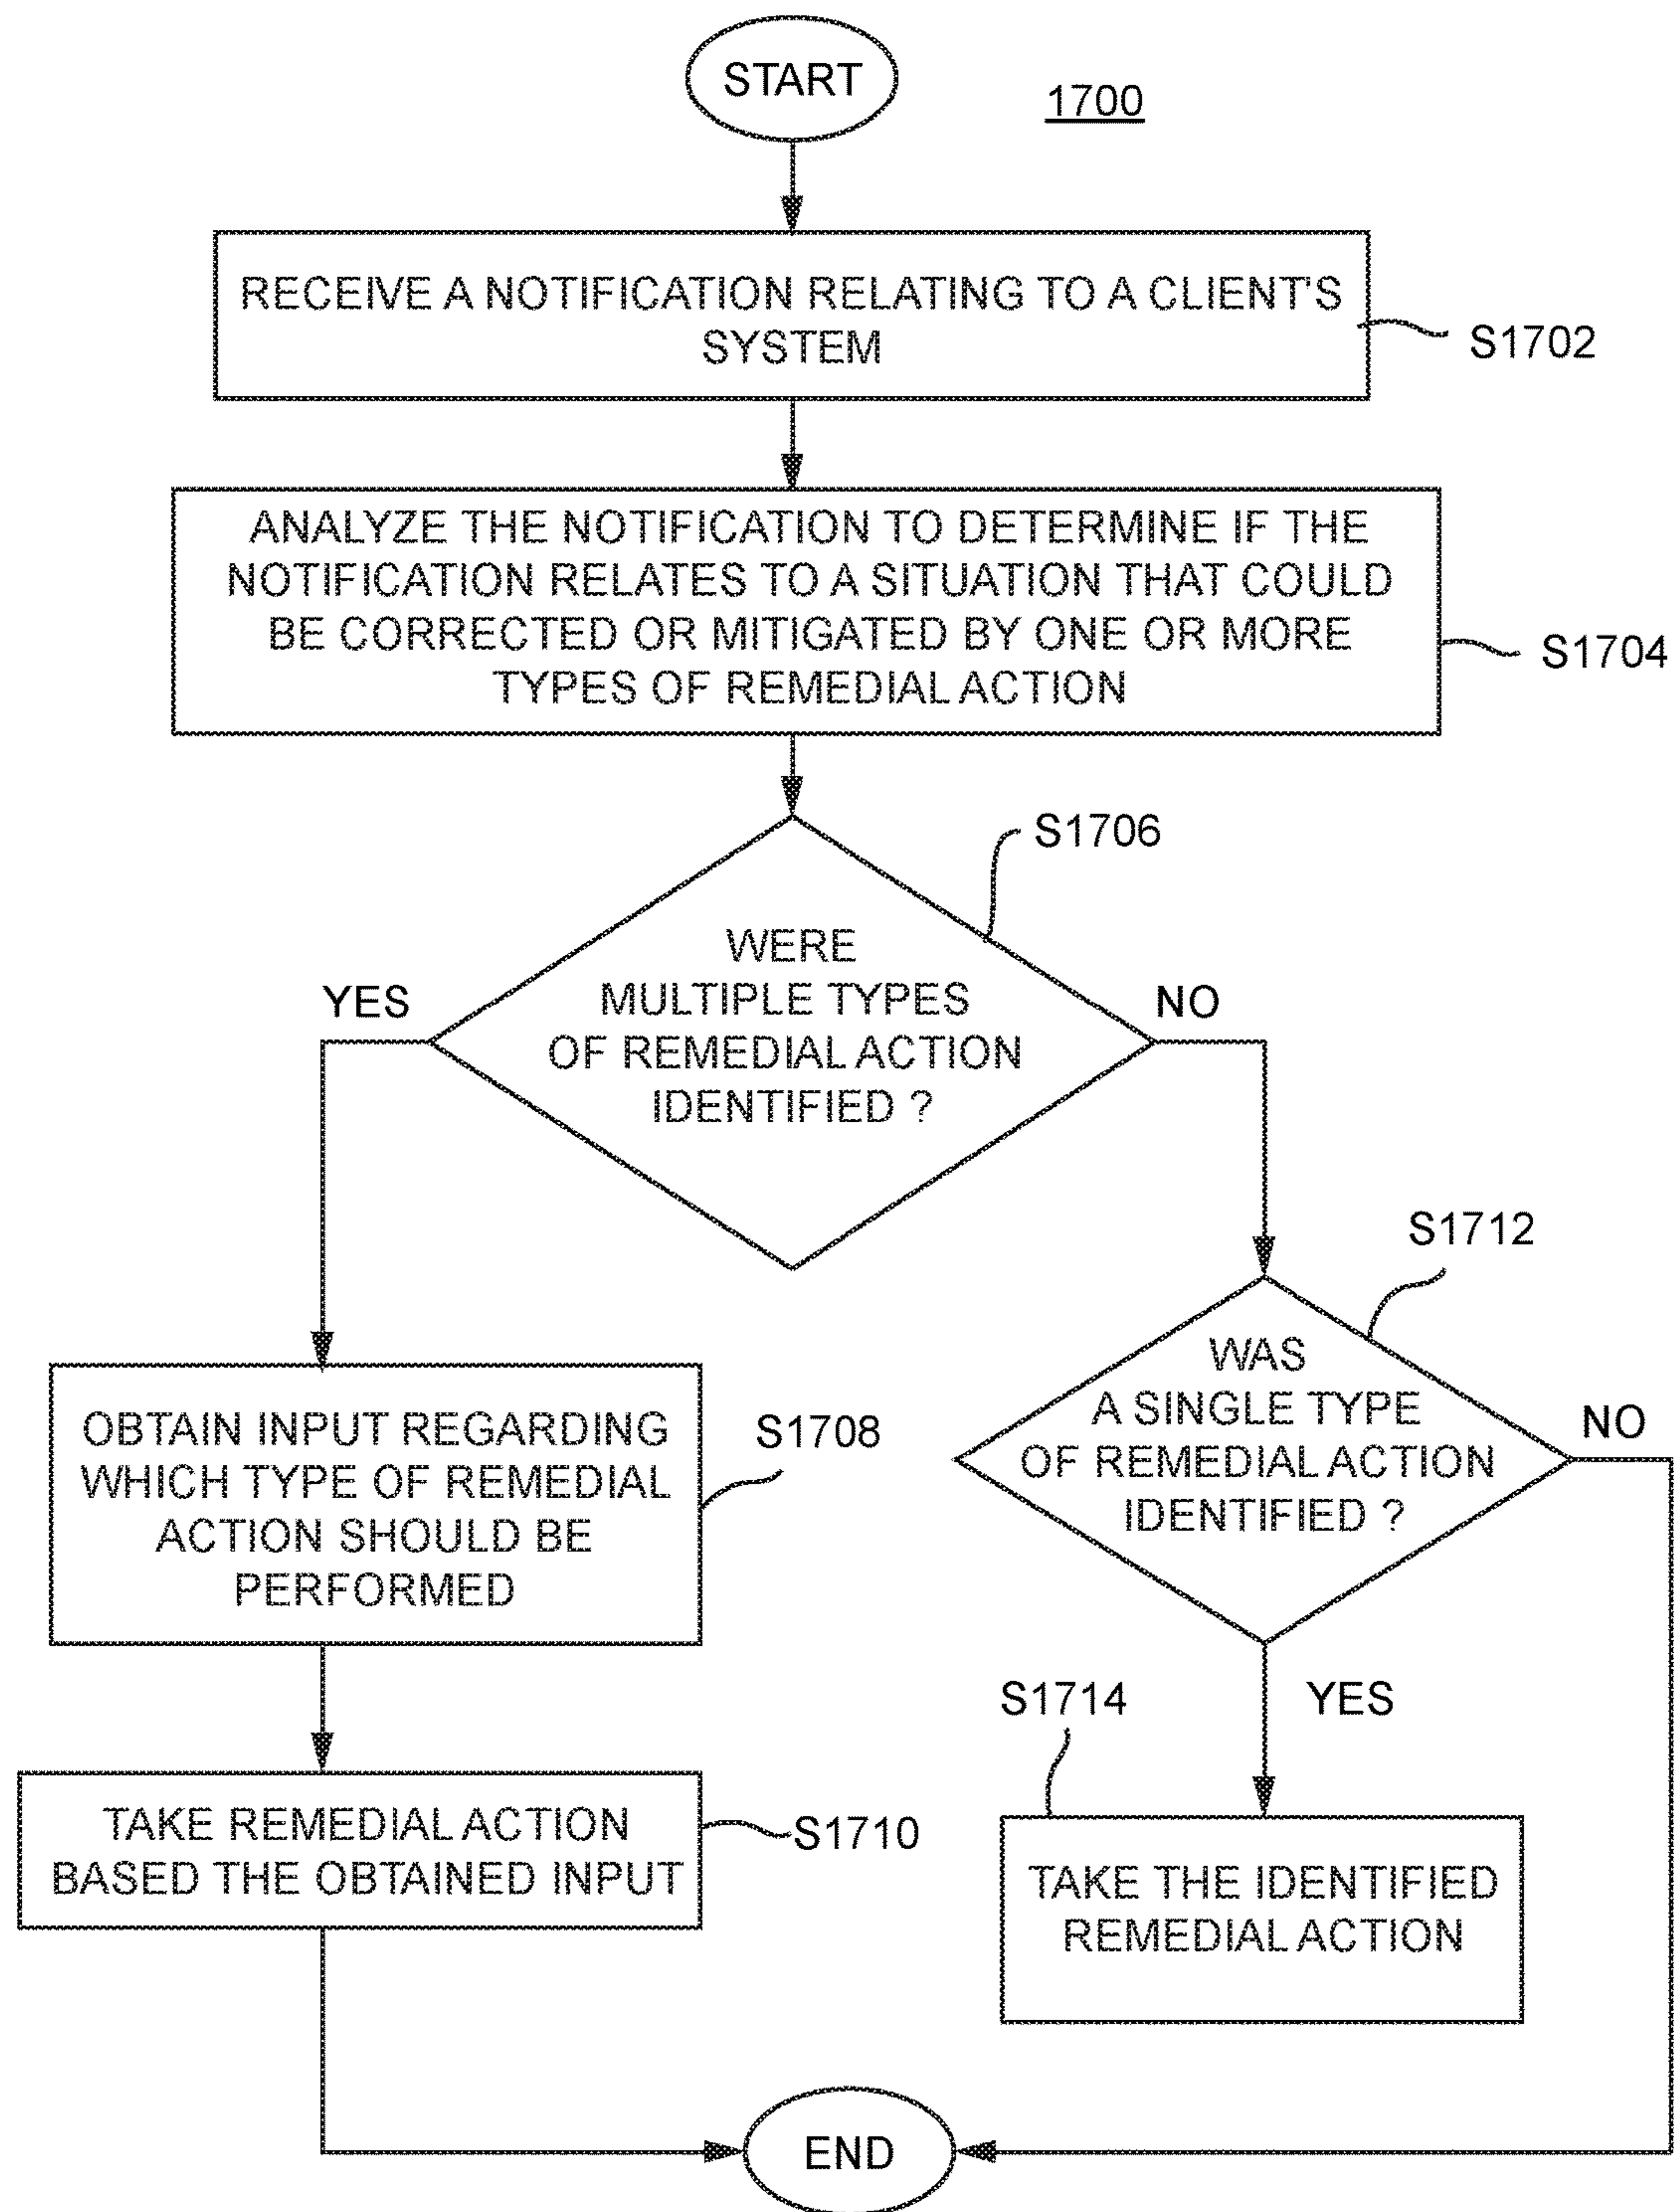 START
1700
RECEIVE A NOTIFICATION RELATING TO A CLIENT'S
SYSTEM
S1702
ANALYZE THE NOTIFICATION TO DETERMINE IF THE
NOTIFICATION RELATES TO A SITUATION THAT COULD
BE CORRECTED OR MITIGATED BY ONE OR MORE
TYPES OF REMEDIAL ACTION
S1704
S1706
WERE
MULTIPLE TYPES
OF REMEDIAL ACTION
IDENTIFIED ?
YES
NO
OBTAIN INPUT REGARDING
WHICH TYPE OF REMEDIAL
ACTION SHOULD BE
PERFORMED
S1708
TAKE REMEDIAL ACTION
BASED THE OBTAINED INPUT
S1710
S1712
WAS
A SINGLE TYPE
OF REMEDIAL ACTION
IDENTIFIED ?
NO
YES
S1714
TAKE THE IDENTIFIED
REMEDIAL ACTION
END